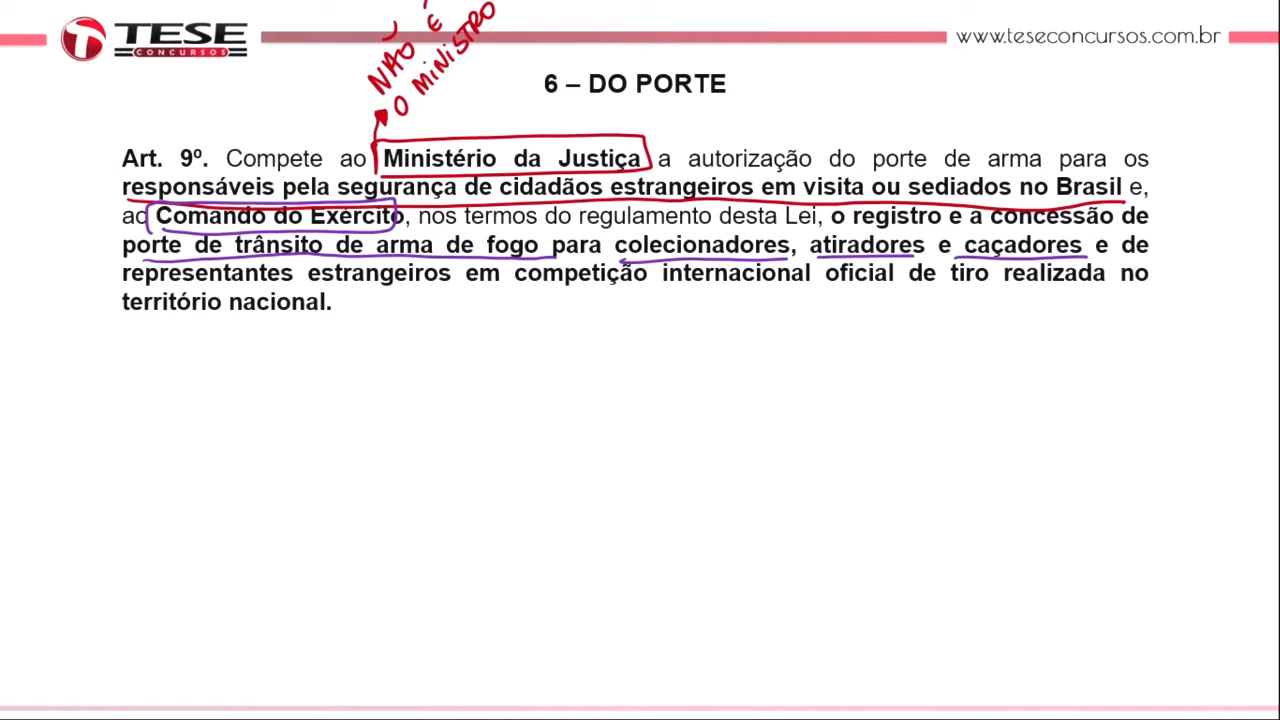 TESE
CONCURSOS
www.teseconcursos.com.br
NÃO É
O MINISTRO
6 – DO PORTE
Art. 9º. Compete ao Ministério da Justiça a autorização do porte de arma para os
responsáveis pela segurança de cidadãos estrangeiros em visita ou sediados no Brasil e,
ao Comando do Exército, nos termos do regulamento desta Lei, o registro e a concessão de
porte de trânsito de arma de fogo para colecionadores, atiradores e caçadores e de
representantes estrangeiros em competição internacional oficial de tiro realizada no
território nacional.